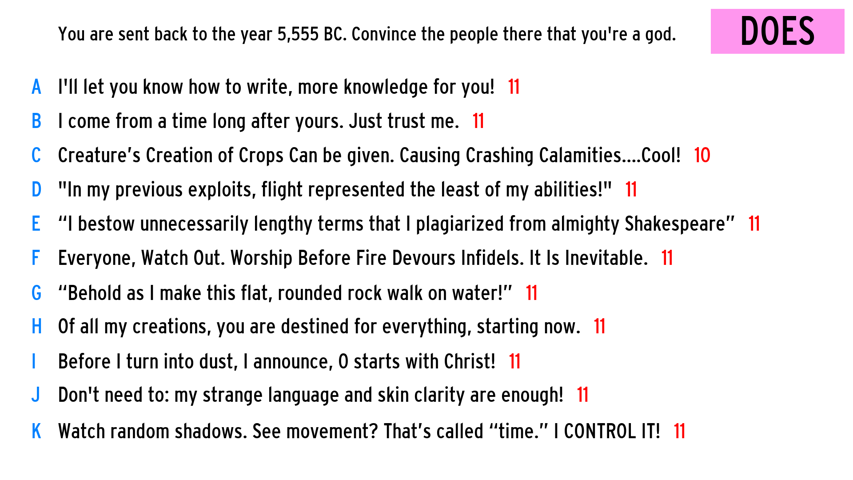 You are sent back to the year 5,555 BC. Convince the people there that you're a god.
DOES
A I'll let you know how to write, more knowledge for you! 11
B I come from a time long after yours. Just trust me. 11
C Creature’s Creation of Crops Can be given. Causing Crashing Calamities....Cool! 10
D "In my previous exploits, flight represented the least of my abilities!" 11
E “I bestow unnecessarily lengthy terms that I plagiarized from almighty Shakespeare” 11
F Everyone, Watch Out. Worship Before Fire Devours Infidels. It Is Inevitable. 11
G “Behold as I make this flat, rounded rock walk on water!” 11
H Of all my creations, you are destined for everything, starting now. 11
I Before I turn into dust, I announce, 0 starts with Christ! 11
J Don't need to: my strange language and skin clarity are enough! 11
K Watch random shadows. See movement? That’s called “time.” I CONTROL IT! 11